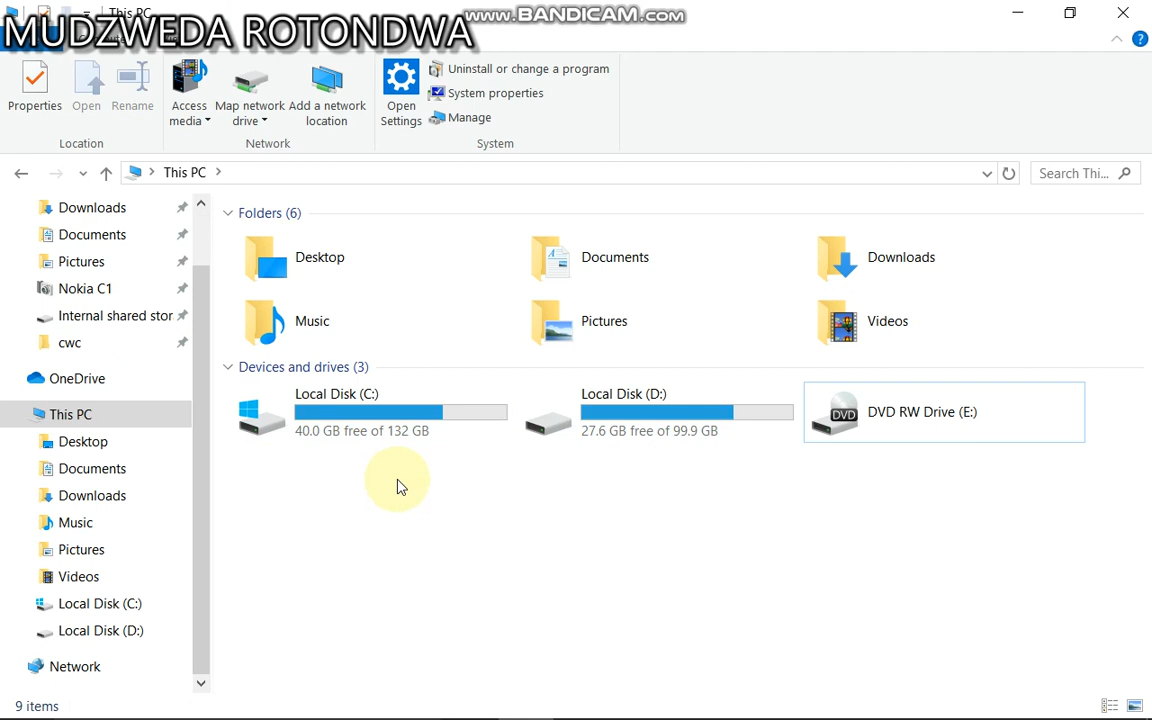 This PC
www.BANDICAM.com
MUDZWEDA ROTONDWA
Properties
Open
Rename
Access media
Map network drive
Add a network location
Open Settings
Uninstall or change a program
System properties
Manage
Location
Network
System
This PC
Search Thi...
Downloads
Documents
Pictures
Nokia C1
Internal shared stor
cwc
OneDrive
This PC
Desktop
Documents
Downloads
Music
Pictures
Videos
Local Disk (C:)
Local Disk (D:)
Network
Folders (6)
Desktop
Documents
Downloads
Music
Pictures
Videos
Devices and drives (3)
Local Disk (C:)
40.0 GB free of 132 GB
Local Disk (D:)
27.6 GB free of 99.9 GB
DVD
DVD RW Drive (E:)
9 items